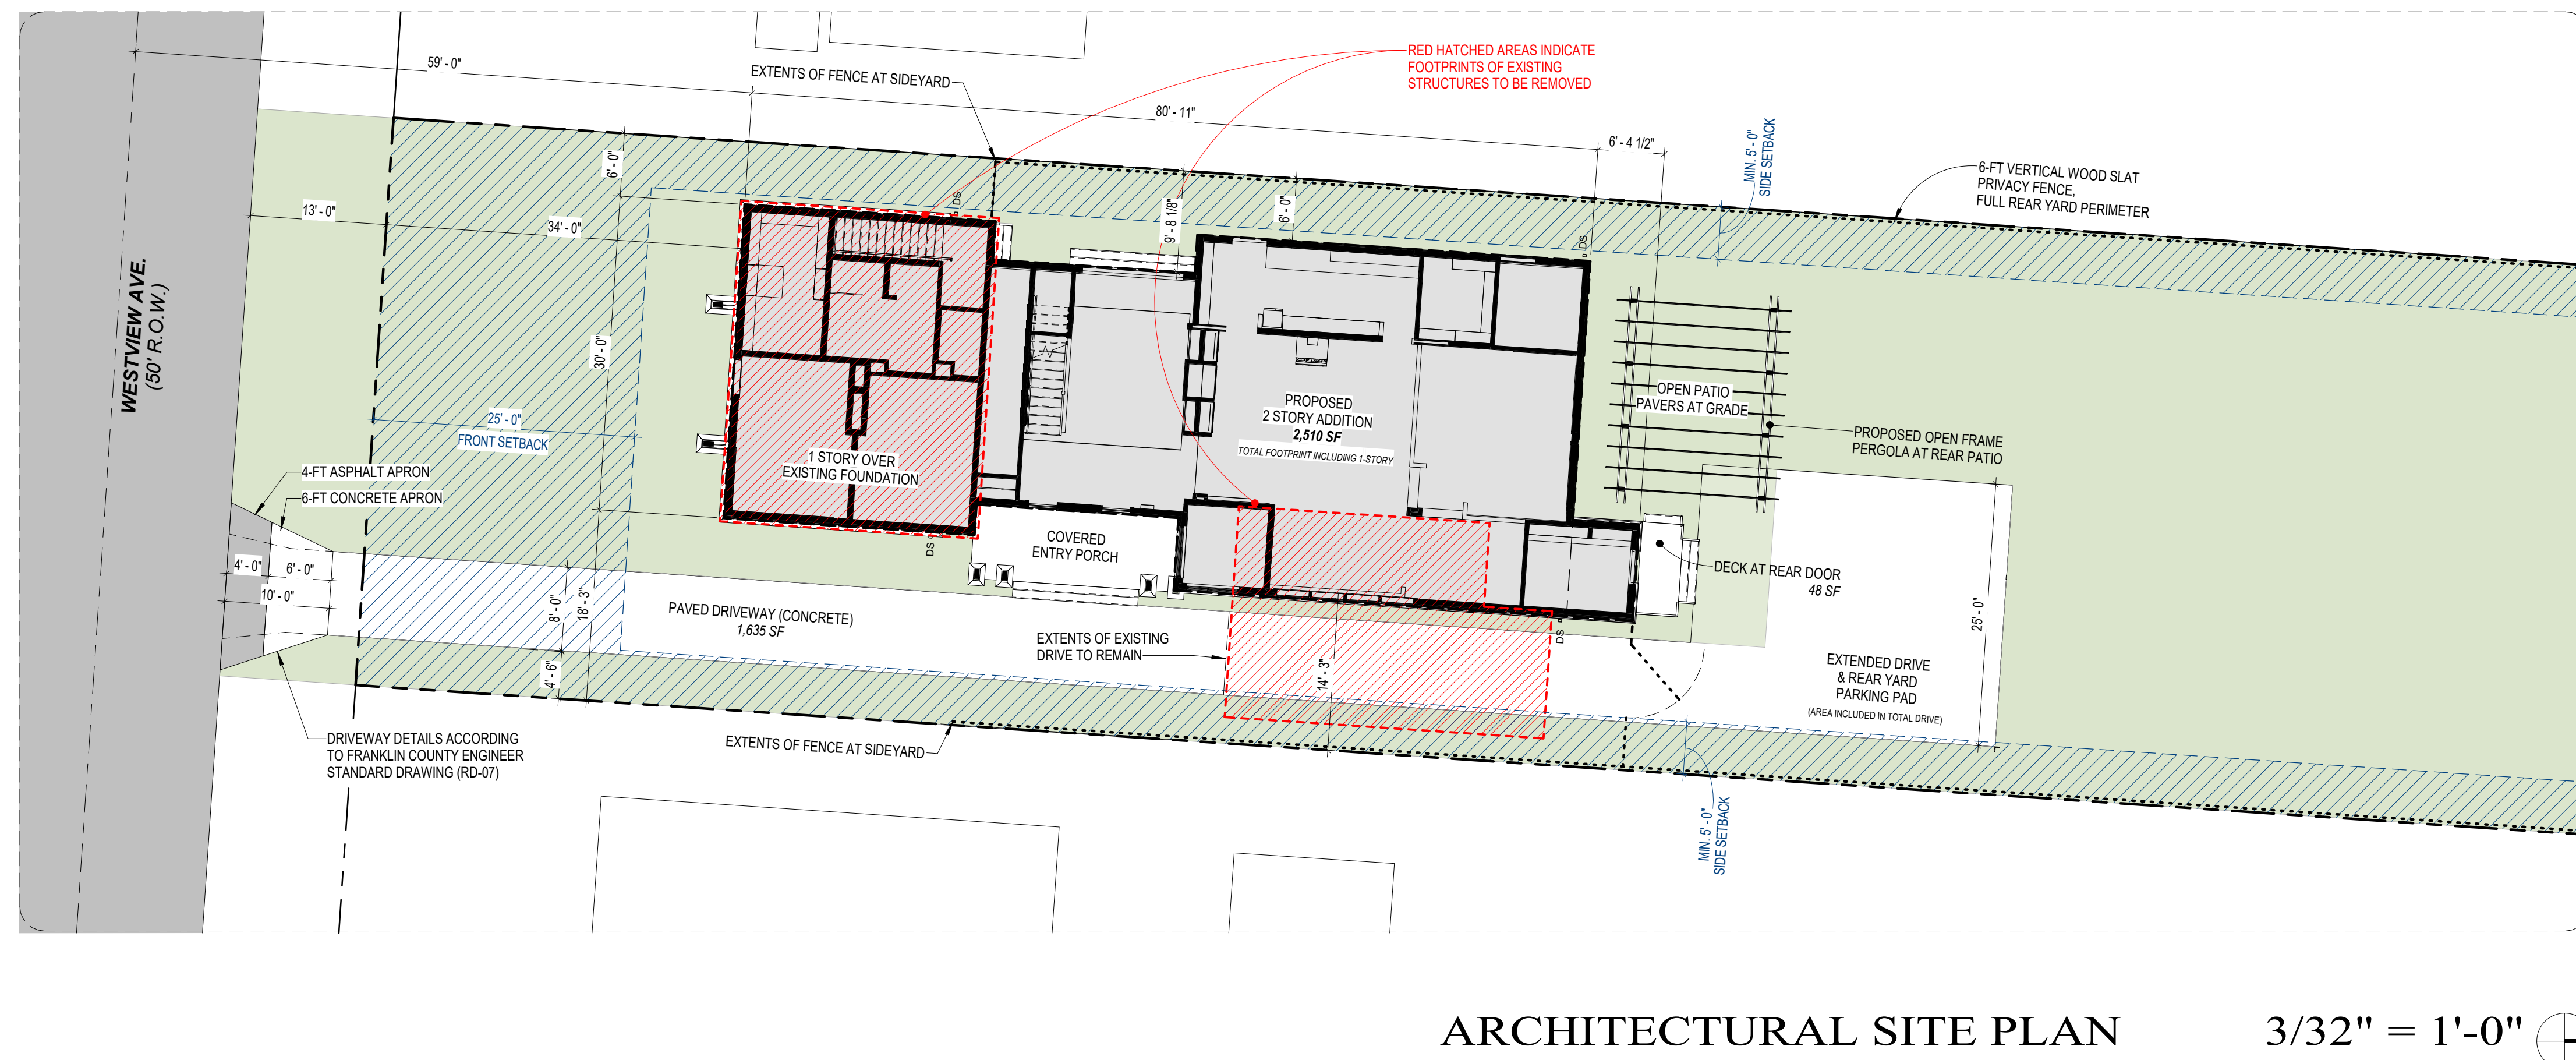 RED HATCHED AREAS INDICATE
FOOTPRINTS OF EXISTING
STRUCTURES TO BE REMOVED
59' - 0"
EXTENTS OF FENCE AT SIDEYARD
80' - 11"
6' - 4 1/2"
MIN. 5' - 0"
SIDE SETBACK
6-FT VERTICAL WOOD SLAT
PRIVACY FENCE,
FULL REAR YARD PERIMETER
6' - 0"
13' - 0"
34' - 0"
DS
9' - 8 1/8"
6' - 0"
DS
WESTVIEW AVE.
(50' R.O.W.)
30' - 0"
25' - 0"
FRONT SETBACK
OPEN PATIO
PAVERS AT GRADE
PROPOSED
2 STORY ADDITION
2,510 SF
TOTAL FOOTPRINT INCLUDING 1-STORY
PROPOSED OPEN FRAME
PERGOLA AT REAR PATIO
1 STORY OVER
EXISTING FOUNDATION
4-FT ASPHALT APRON
6-FT CONCRETE APRON
COVERED
ENTRY PORCH
DS
4' - 0"
6' - 0"
10' - 0"
8' - 0"
18' - 3"
4' - 6"
PAVED DRIVEWAY (CONCRETE)
1,635 SF
DECK AT REAR DOOR
48 SF
25' - 0"
DS
EXTENTS OF EXISTING
DRIVE TO REMAIN
14' - 3"
EXTENDED DRIVE
& REAR YARD
PARKING PAD
(AREA INCLUDED IN TOTAL DRIVE)
DRIVEWAY DETAILS ACCORDING
TO FRANKLIN COUNTY ENGINEER
STANDARD DRAWING (RD-07)
EXTENTS OF FENCE AT SIDEYARD
MIN. 5' - 0"
SIDE SETBACK
ARCHITECTURAL SITE PLAN
3/32" = 1'-0"